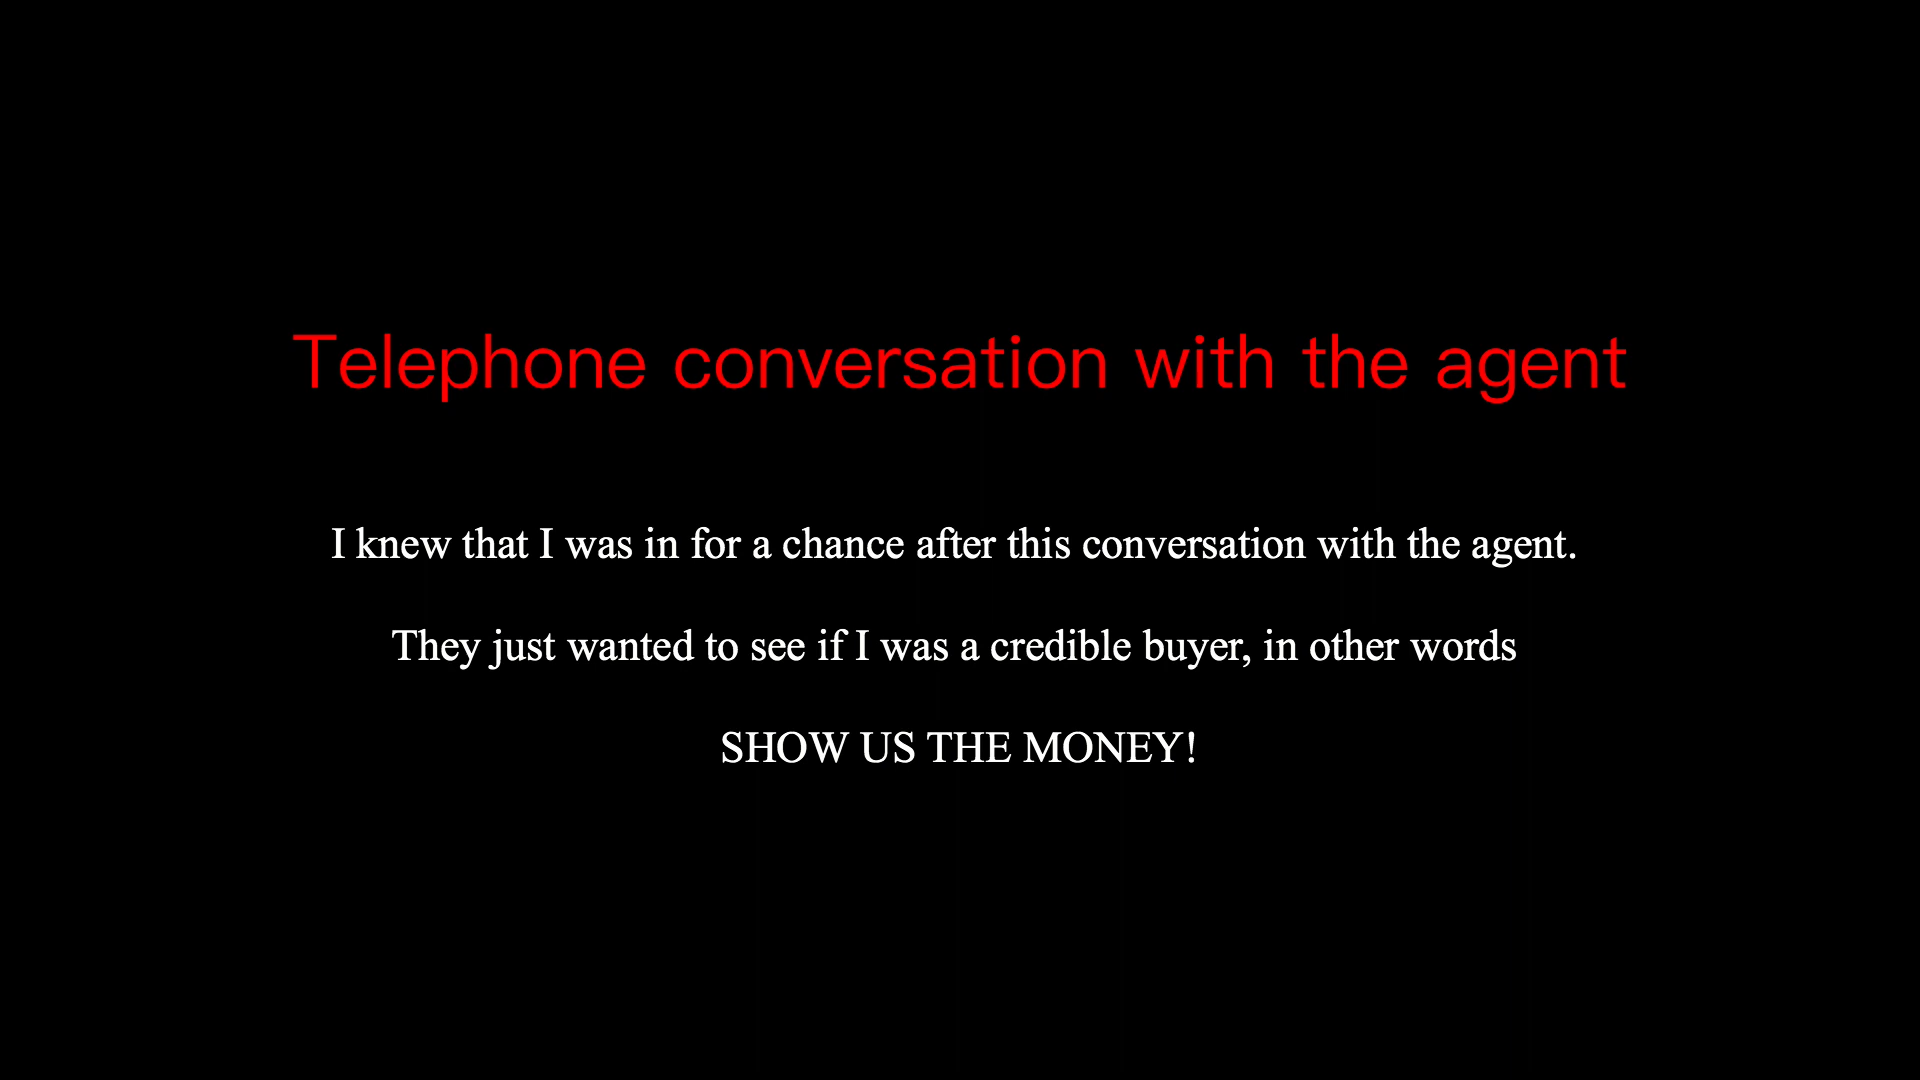 Telephone conversation with the agent
I knew that I was in for a chance after this conversation with the agent.
They just wanted to see if I was a credible buyer, in other words
SHOW US THE MONEY!